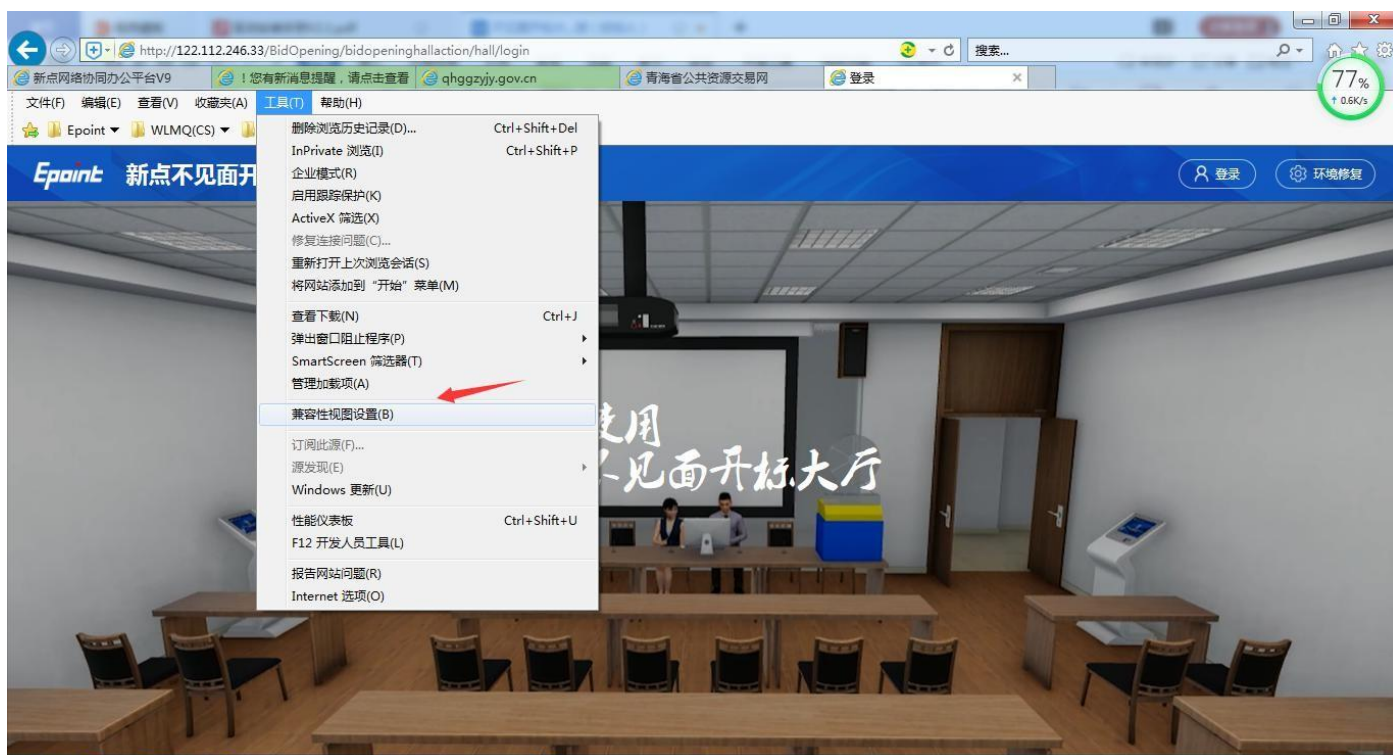 http://122.112.246.33/BidOpening/bidopeninghallaction/hall/login
搜索...
新点网络协同办公平台V9
！您有新消息提醒，请点击查看
qhggzyjy.gov.cn
青海省公共资源交易网
登录
77%
↑ 0.6K/s
文件(F) 编辑(E) 查看(V) 收藏夹(A) 工具(T) 帮助(H)
Epoint
WLMQ(CS)
Epoint 新点不见面开
登录
环境修复
删除浏览历史记录(D)... Ctrl+Shift+Del
InPrivate 浏览(I) Ctrl+Shift+P
企业模式(R)
启用跟踪保护(K)
ActiveX 筛选(X)
修复连接问题(C)...
重新打开上次浏览会话(S)
将网站添加到“开始”菜单(M)
查看下载(N) Ctrl+J
弹出窗口阻止程序(P)
SmartScreen 筛选器(T)
管理加载项(A)
兼容性视图设置(B)
订阅此源(F)...
源发现(E)
Windows 更新(U)
性能仪表板 Ctrl+Shift+U
F12 开发人员工具(L)
报告网站问题(R)
Internet 选项(O)
使用
不见面开标大厅